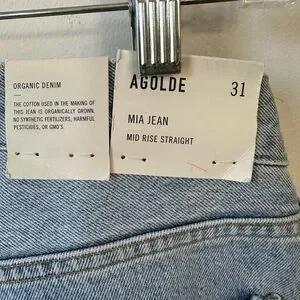 ORGANIC DENIM
THE COTTON USED IN THE MAKING OF
THIS JEAN IS ORGANICALLY GROWN.
NO SYNTHETIC FERTILIZERS, HARMFUL
PESTICIDES, OR GMO'S.
AGOLDE 31
MIA JEAN
MID RISE STRAIGHT